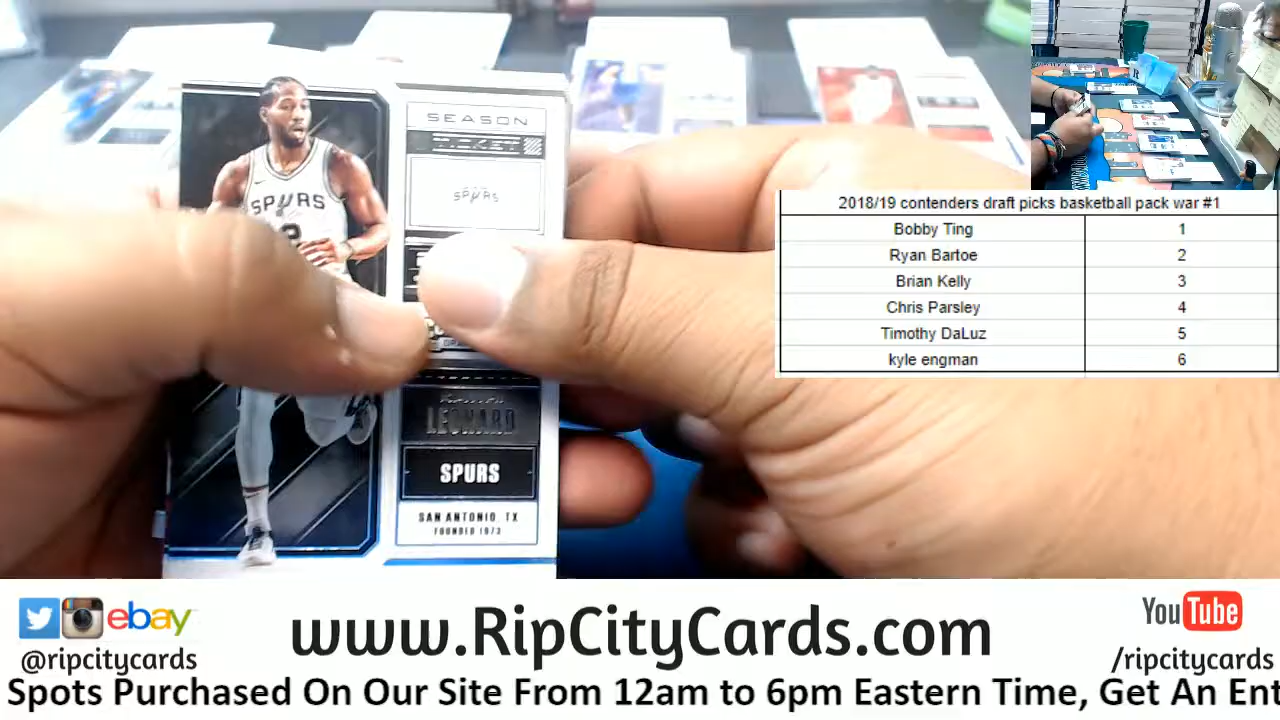 SEASON
TICKET
SPURS
SPURS
LEONARD
SPURS
SAN ANTONIO, TX
FOUNDED 1973
2018/19 contenders draft picks basketball pack war #1
Bobby Ting 1
Ryan Bartoe 2
Brian Kelly 3
Chris Parsley 4
Timothy DaLuz 5
kyle engman 6
ebay
@ripcitycards
www.RipCityCards.com
YouTube
/ripcitycards
Spots Purchased On Our Site From 12am to 6pm Eastern Time, Get An Ent